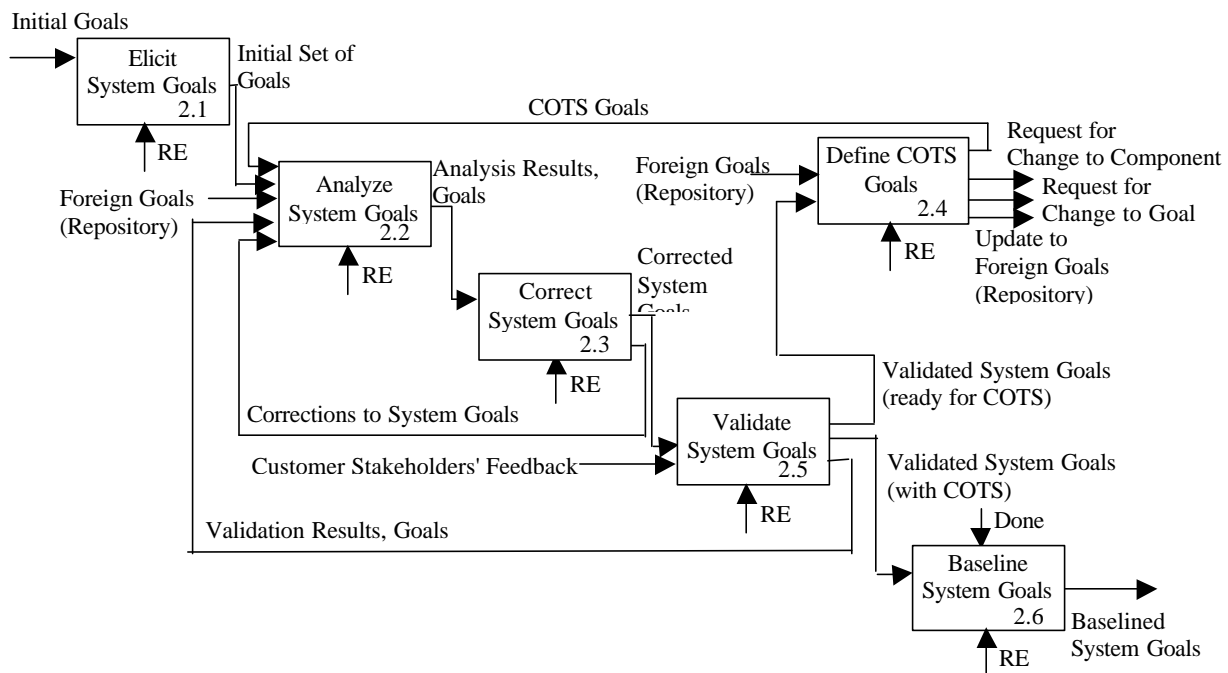 Initial Goals
Elicit
System Goals
2.1
Initial Set of
Goals
RE
COTS Goals
Foreign Goals
(Repository)
Analyze
System Goals
2.2
Analysis Results,
Goals
RE
Foreign Goals
(Repository)
Define COTS
Goals
2.4
RE
Request for
Change to Component
Request for
Change to Goal
Update to
Foreign Goals
(Repository)
Correct
System Goals
2.3
RE
Corrected
System
Goals
Corrections to System Goals
Customer Stakeholders' Feedback
Validate
System Goals
2.5
RE
Validated System Goals
(ready for COTS)
Validated System Goals
(with COTS)
Validation Results, Goals
Done
Baseline
System Goals
2.6
RE
Baselined
System Goals